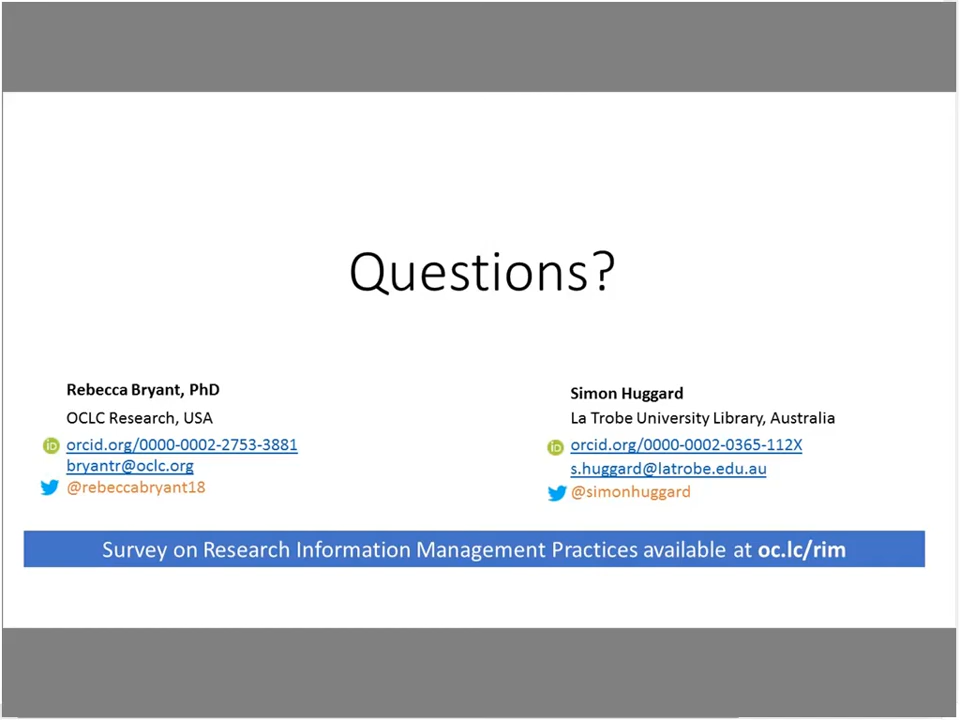 Questions?
Rebecca Bryant, PhD
OCLC Research, USA
iD orcid.org/0000-0002-2753-3881
bryantr@oclc.org
@rebeccabryant18
Simon Huggard
La Trobe University Library, Australia
iD orcid.org/0000-0002-0365-112X
s.huggard@latrobe.edu.au
@simonhuggard
Survey on Research Information Management Practices available at oc.lc/rim